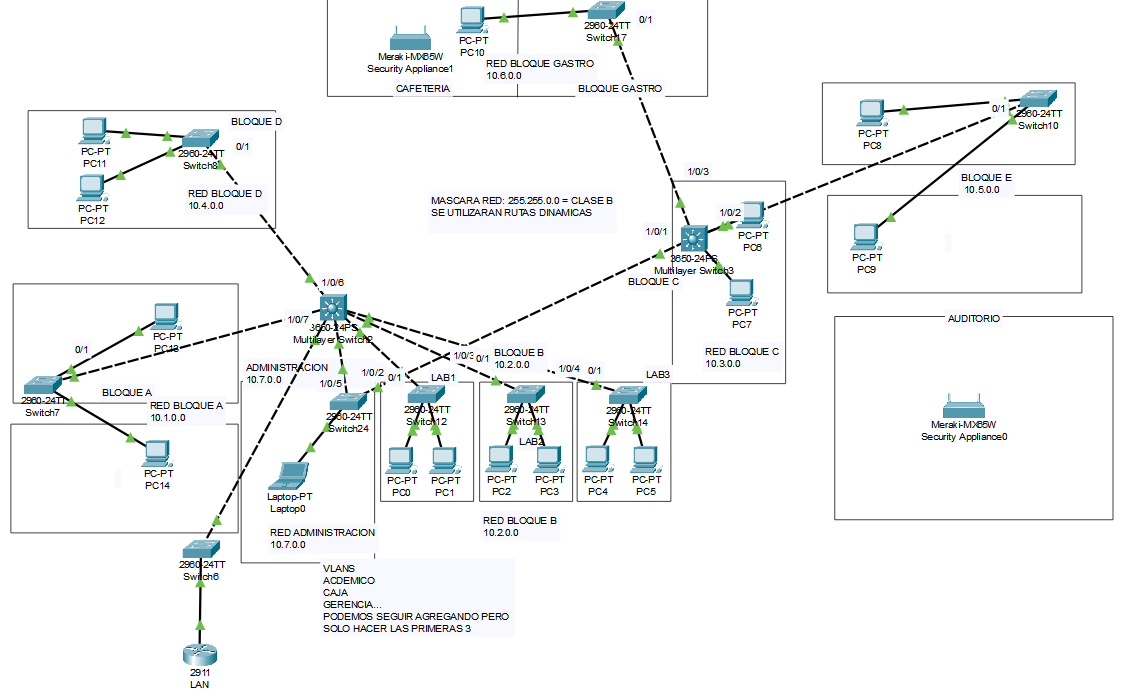 0/1
PC-PT
PC10
2960-24TT
Switch17
Meraki-MX65W
Security Appliance1
RED BLOQUE GASTRO
10.6.0.0
CAFETERIA
BLOQUE GASTRO
BLOQUE D
PC-PT
PC11
2960-24TT
Switch8
0/1
PC-PT
PC12
RED BLOQUE D
10.4.0.0
0/1
2960-24TT
Switch10
PC-PT
PC8
BLOQUE E
10.5.0.0
PC-PT
PC9
MASCARA RED: 255.255.0.0 = CLASE B
SE UTILIZARAN RUTAS DINAMICAS
1/0/3
1/0/2
1/0/1
PC-PT
PC6
3650-24PS
Multilayer Switch3
BLOQUE C
PC-PT
PC7
RED BLOQUE C
10.3.0.0
1/0/6
1/0/7
3650-24PS
Multilayer Switch2
PC-PT
PC13
0/1
BLOQUE A
2960-24TT
Switch7
RED BLOQUE A
10.1.0.0
PC-PT
PC14
ADMINISTRACION
10.7.0.0
1/0/5
1/0/2
0/1
1/0/3
0/1
BLOQUE B
10.2.0.0
1/0/4
0/1
LAB1
LAB3
2960-24TT
Switch24
2960-24TT
Switch12
2960-24TT
Switch13
2960-24TT
Switch14
LAB2
PC-PT
PC0
PC-PT
PC1
PC-PT
PC2
PC-PT
PC3
PC-PT
PC4
PC-PT
PC5
Laptop-PT
Laptop0
RED ADMINISTRACION
10.7.0.0
RED BLOQUE B
10.2.0.0
AUDITORIO
Meraki-MX65W
Security Appliance0
2960-24TT
Switch6
VLANS
ACDEMICO
CAJA
GERENCIA...
PODEMOS SEGUIR AGREGANDO PERO
SOLO HACER LAS PRIMERAS 3
2911
LAN